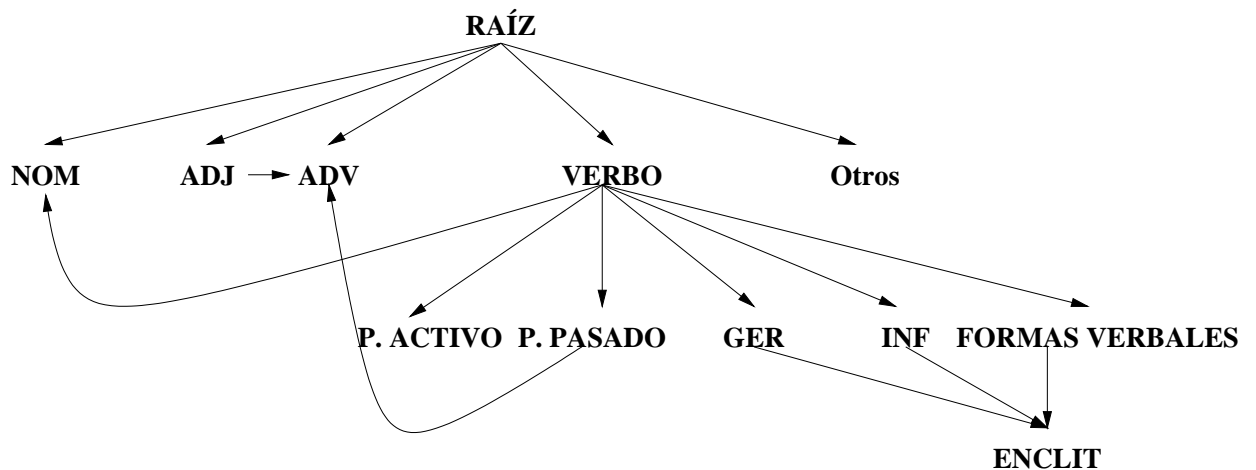 RAÍZ
NOM ADJ ADV VERBO Otros
P. ACTIVO P. PASADO GER INF FORMAS VERBALES
ENCLIT